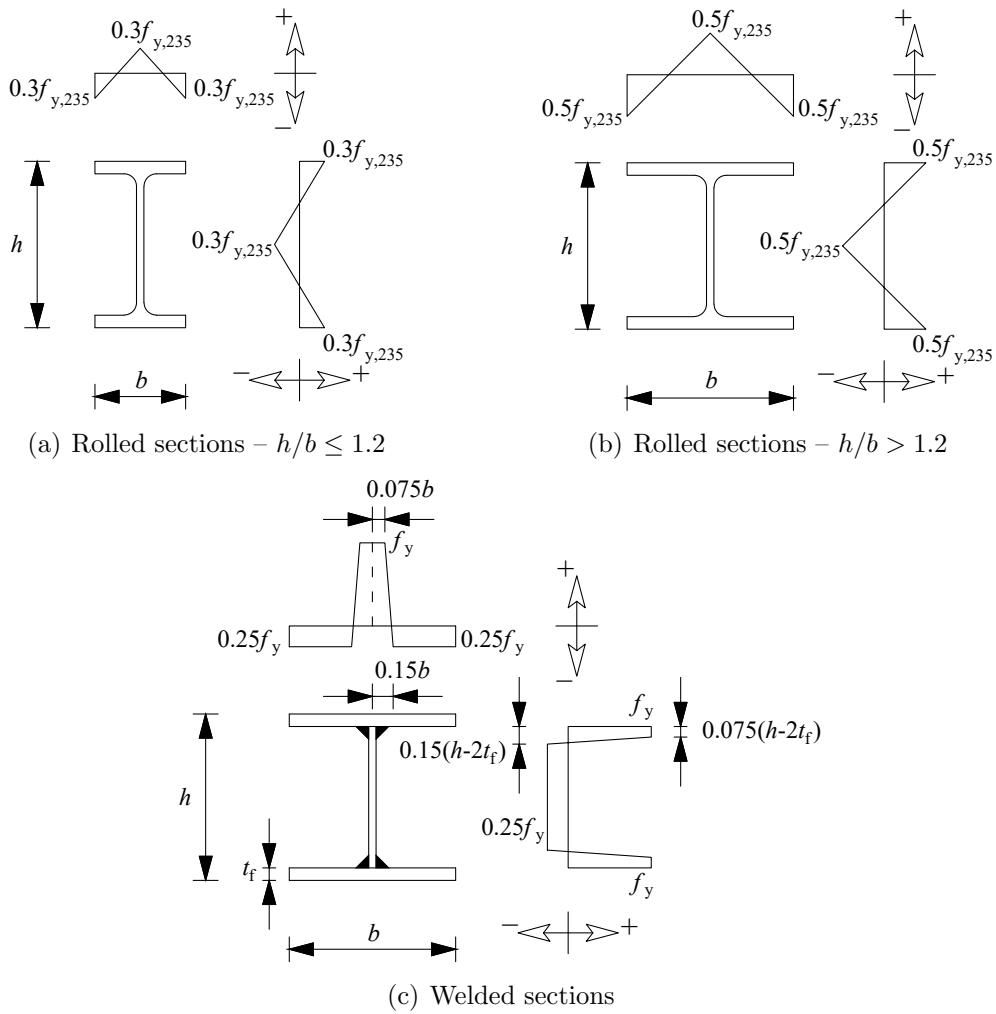 +
0.3fy,235
0.3fy,235
0.3fy,235
−
h
0.3fy,235
0.3fy,235
0.3fy,235
b
−
+
(a) Rolled sections – h/b ≤ 1.2
+
0.5fy,235
0.5fy,235
0.5fy,235
−
h
0.5fy,235
0.5fy,235
0.5fy,235
b
−
+
(b) Rolled sections – h/b > 1.2
0.075b
fy
+
0.25fy
0.25fy
−
0.15b
fy
0.075(h-2tf)
0.15(h-2tf)
h
0.25fy
tf
fy
b
−
+
(c) Welded sections